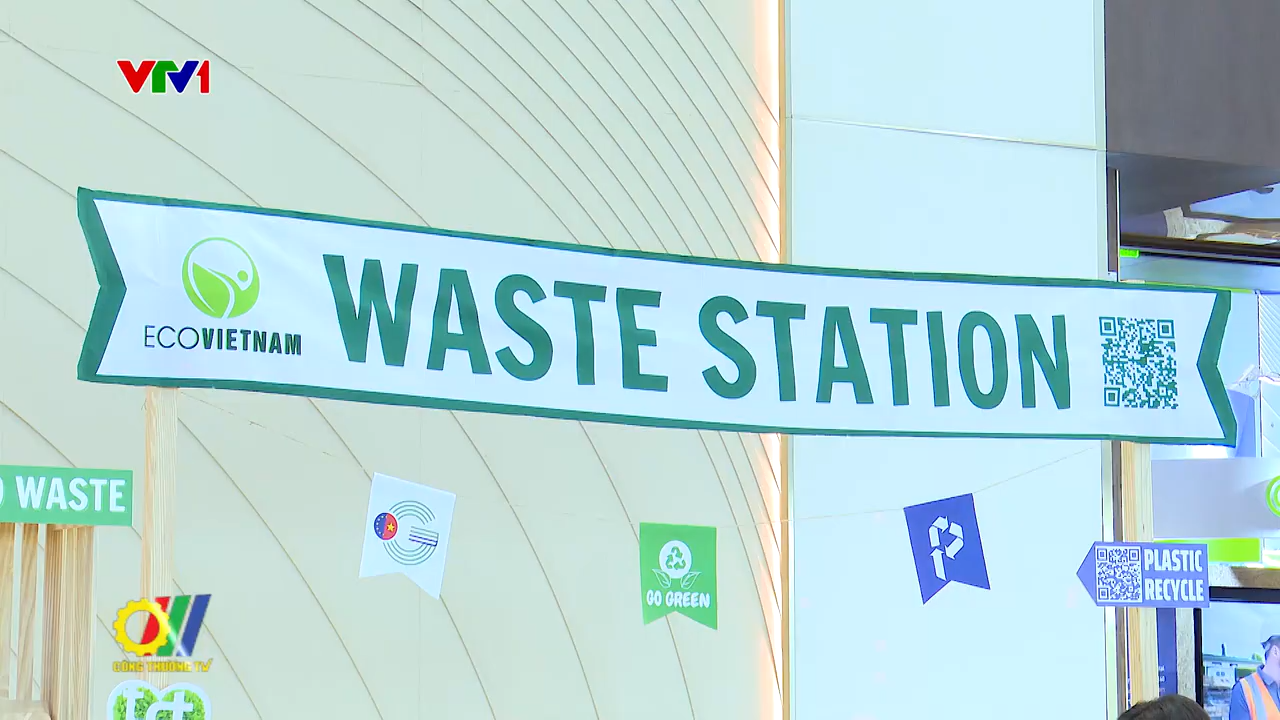 VTV1
WASTE STATION
ECOVIETNAM
WASTE
GO GREEN
PLASTIC
RECYCLE
CÔNG THƯƠNG TV